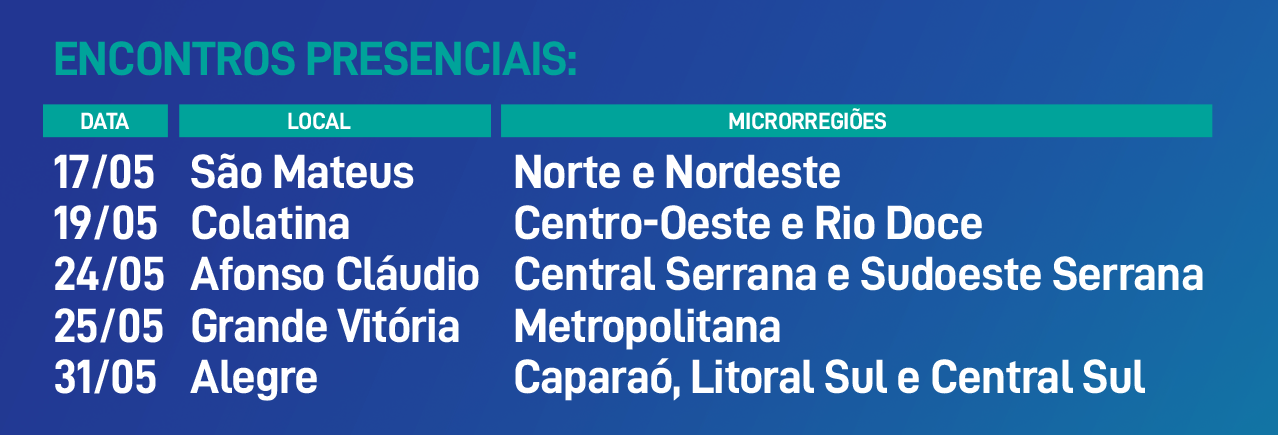 ENCONTROS PRESENCIAIS:
DATA LOCAL MICRORREGIÕES
17/05 São Mateus Norte e Nordeste
19/05 Colatina Centro-Oeste e Rio Doce
24/05 Afonso Cláudio Central Serrana e Sudoeste Serrana
25/05 Grande Vitória Metropolitana
31/05 Alegre Caparaó, Litoral Sul e Central Sul